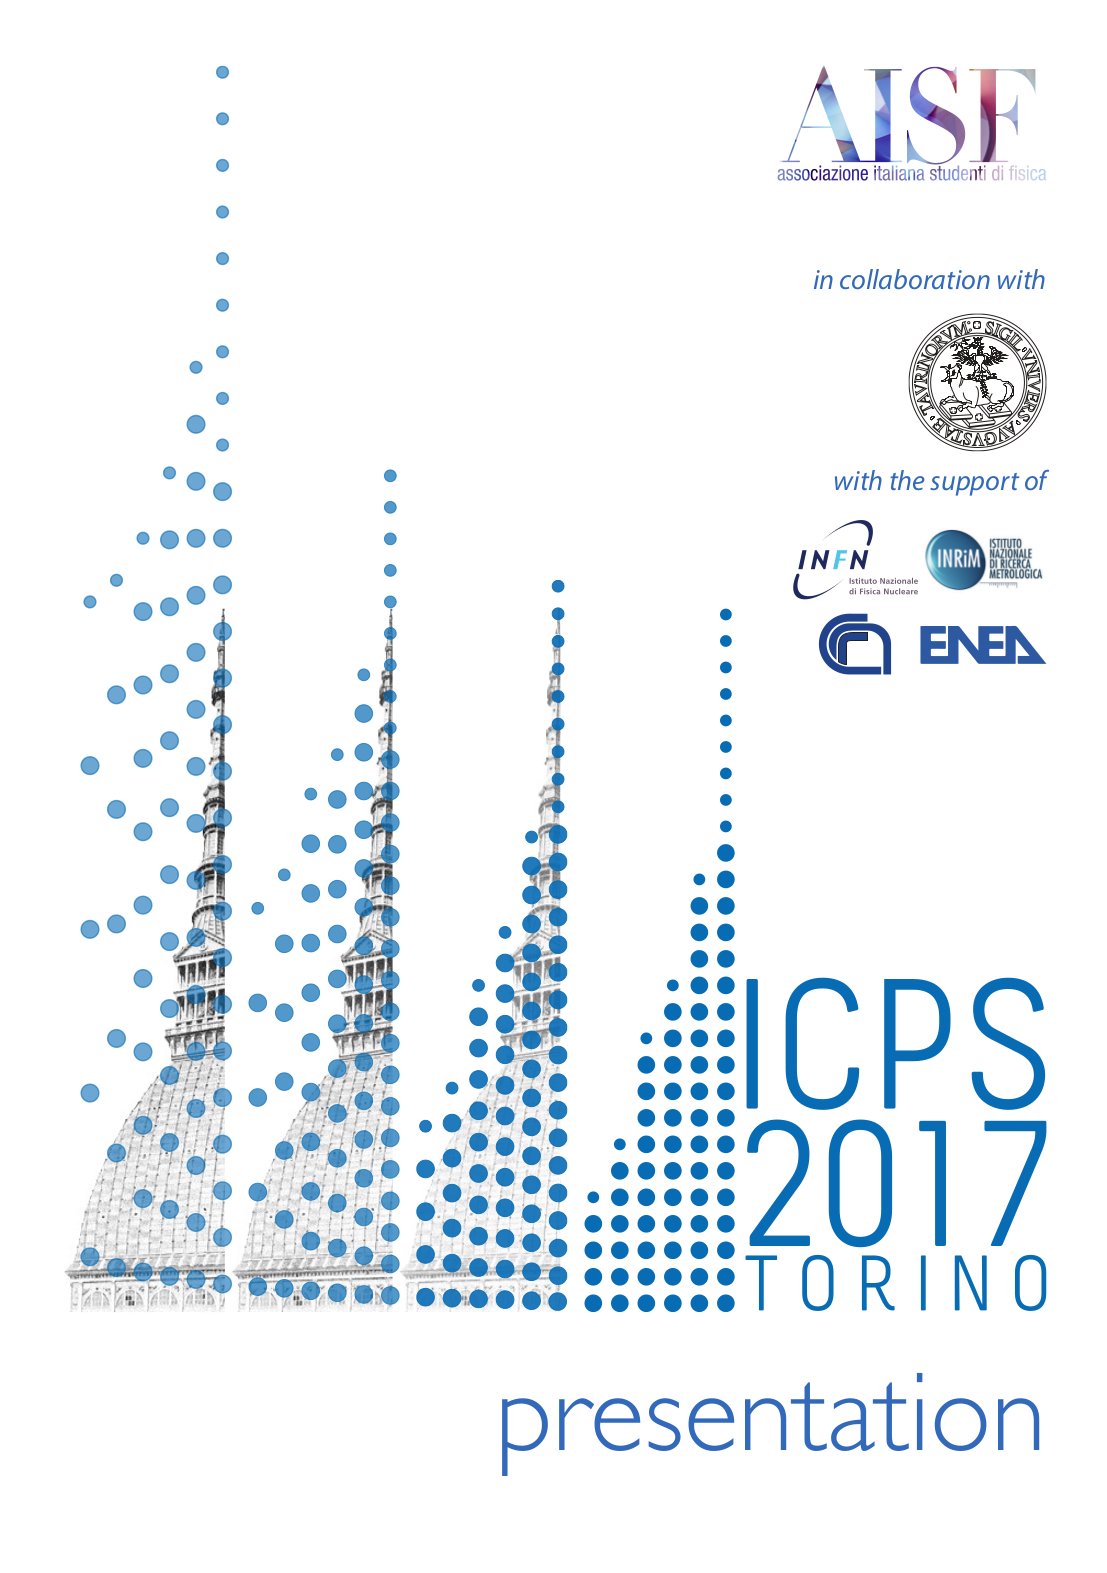 AISF
associazione italiana studenti di fisica
in collaboration with
SIGIL·VNIVERS·AVGVSTAE·TAVRINORVM:
with the support of
INFN
Istituto Nazionale
di Fisica Nucleare
INRiM
ISTITUTO
NAZIONALE
DI RICERCA
METROLOGICA
ENEA
ICPS
2017
TORINO
presentation